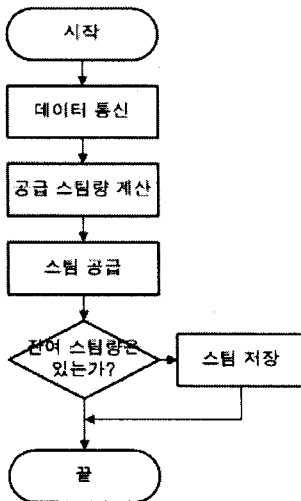 시작
데이터 통신
공급 스팀량 계산
스팀 공급
잔여 스팀량은
있는가?
스팀 저장
끝